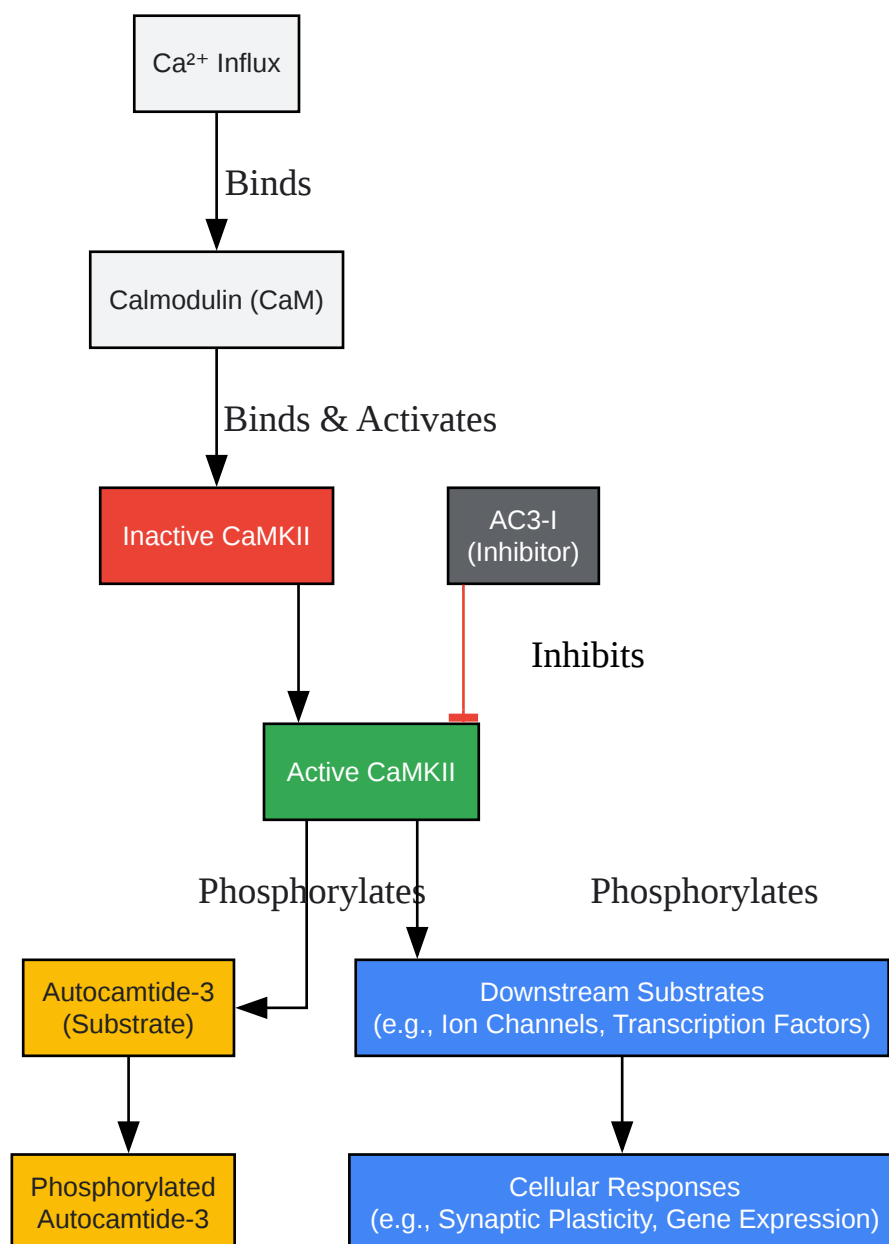 Ca²⁺ Influx
Binds
Calmodulin (CaM)
Binds & Activates
Inactive CaMKII
AC3-I
(Inhibitor)
Inhibits
Active CaMKII
Phosphorylates
Phosphorylates
Autocamtide-3
(Substrate)
Downstream Substrates
(e.g., Ion Channels, Transcription Factors)
Phosphorylated
Autocamtide-3
Cellular Responses
(e.g., Synaptic Plasticity, Gene Expression)